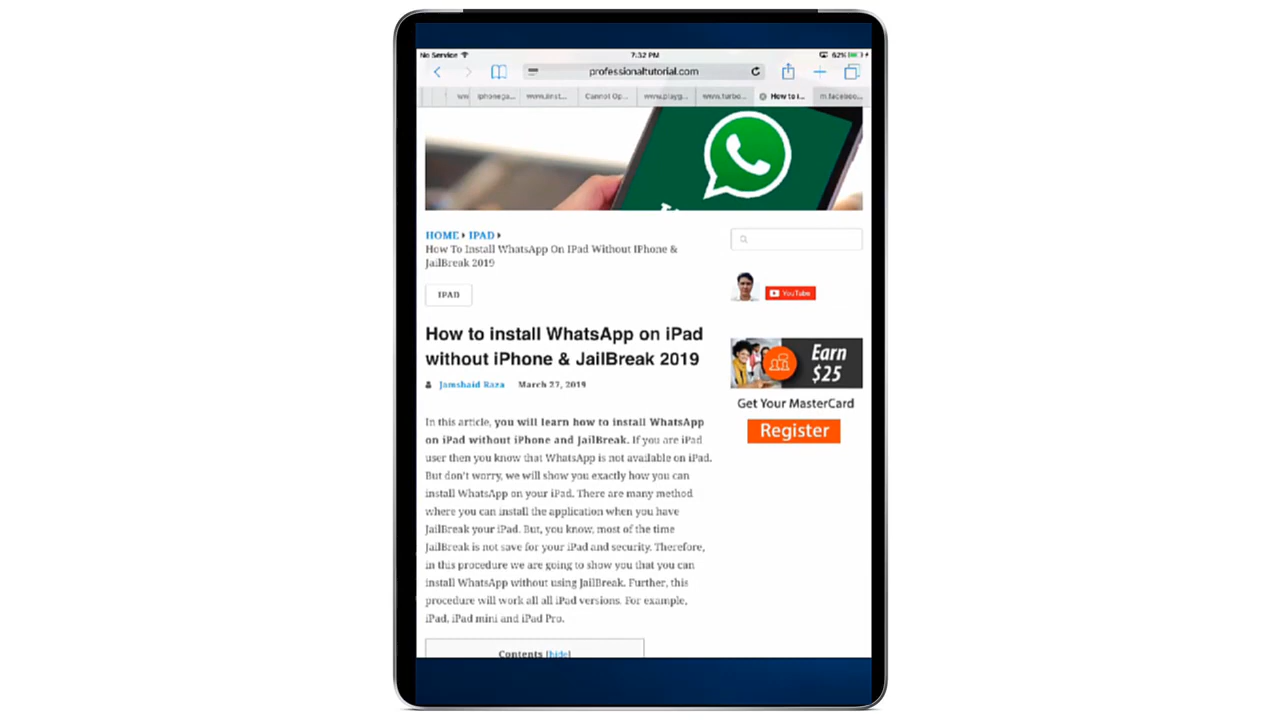 No Service
7:32 PM
62%
professionaltutorial.com
iphonega...
Cannot Op...
www.playg...
www.turbo...
How to i...
m.faceboo...
HOME IPAD
How To Install WhatsApp On IPad Without IPhone &
JailBreak 2019
IPAD
How to install WhatsApp on iPad
without iPhone & JailBreak 2019
Jamshaid Raza March 27, 2019
In this article, you will learn how to install WhatsApp
on iPad without iPhone and JailBreak. If you are iPad
user then you know that WhatsApp is not available on iPad.
But don't worry, we will show you exactly how you can
install WhatsApp on your iPad. There are many method
where you can install the application when you have
JailBreak your iPad. But, you know, most of the time
JailBreak is not save for your iPad and security. Therefore,
in this procedure we are going to show you that you can
install WhatsApp without using JailBreak. Further, this
procedure will work all all iPad versions. For example,
iPad, iPad mini and iPad Pro.
Contents [hide]
YouTube
Earn
$25
Get Your MasterCard
Register